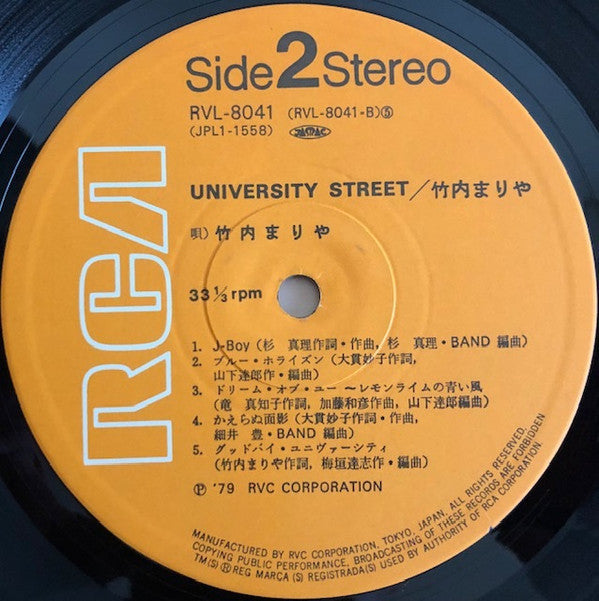 Side 2 Stereo
RVL-8041 (RVL-8041-B)⑤
(JPL1-1558) JASRAC
RCA
UNIVERSITY STREET／竹内まりや
唄）竹内まりや
33 1/3 rpm
1. J-Boy（杉 真理作詞・作曲，杉 真理・BAND 編曲）
2. ブルー・ホライズン（大貫妙子作詞，
山下達郎作・編曲）
3. ドリーム・オブ・ユー 〜レモンライムの青い風
（竜 真知子作詞，加藤和彦作曲，山下達郎編曲）
4. かえらぬ面影（大貫妙子作詞・作曲，
細井 豊・BAND 編曲）
5. グッドバイ・ユニヴァーシティ
（竹内まりや作詞，梅垣達志作・編曲）
Ⓟ '79 RVC CORPORATION
MANUFACTURED BY RVC CORPORATION, TOKYO, JAPAN. ALL RIGHTS RESERVED.
COPYING PUBLIC PERFORMANCE, BROADCASTING OF THESE RECORDS ARE FORBIDDEN
TM(S) ® REG MARCA (S) REGISTRADA(S) USED BY AUTHORITY OF RCA CORPORATION